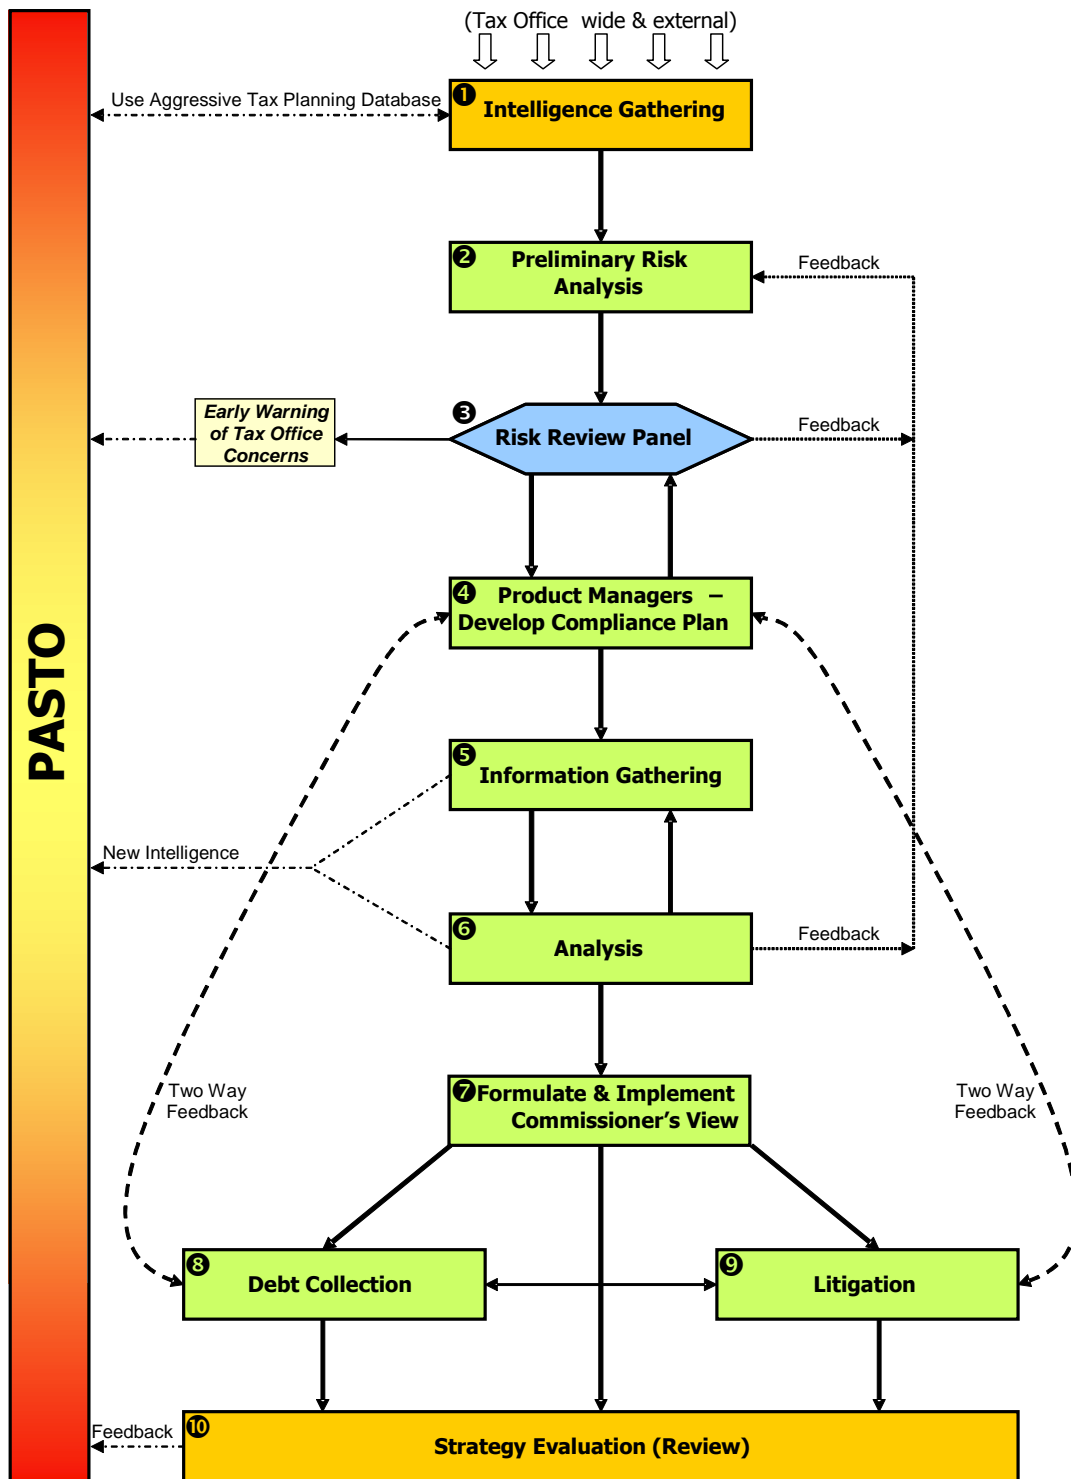 (Tax Office wide & external)
Use Aggressive Tax Planning Database
❶
Intelligence Gathering
❷
Preliminary Risk
Analysis
Feedback
Early Warning
of Tax Office
Concerns
❸
Risk Review Panel
Feedback
❹
Product Managers –
Develop Compliance Plan
PASTO
❺
Information Gathering
New Intelligence
❻
Analysis
Feedback
Two Way
Feedback
❼
Formulate & Implement
Commissioner's View
Two Way
Feedback
❽
Debt Collection
❾
Litigation
Feedback
❿
Strategy Evaluation (Review)